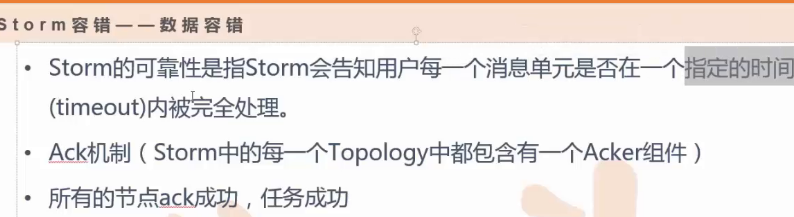 Storm容错——数据容错
• Storm的可靠性是指Storm会告知用户每一个消息单元是否在一个指定的时间
(timeout)内被完全处理。
• Ack机制（Storm中的每一个Topology中都包含有一个Acker组件）
• 所有的节点ack成功，任务成功